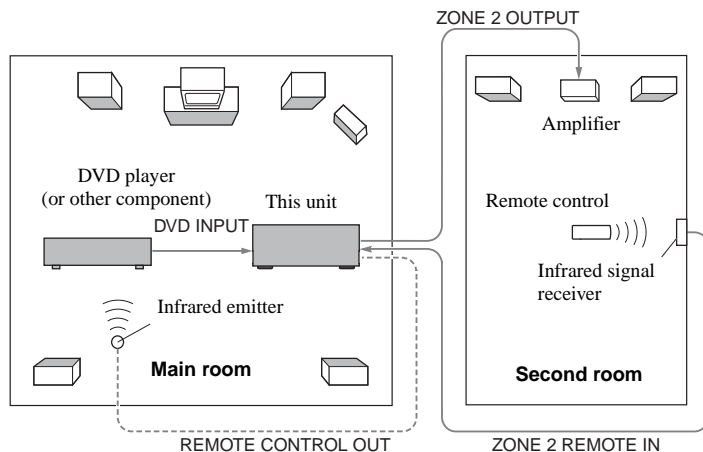 ZONE 2 OUTPUT
Amplifier
DVD player
(or other component)
This unit
DVD INPUT
Remote control
Infrared signal
receiver
Infrared emitter
Main room
Second room
REMOTE CONTROL OUT
ZONE 2 REMOTE IN